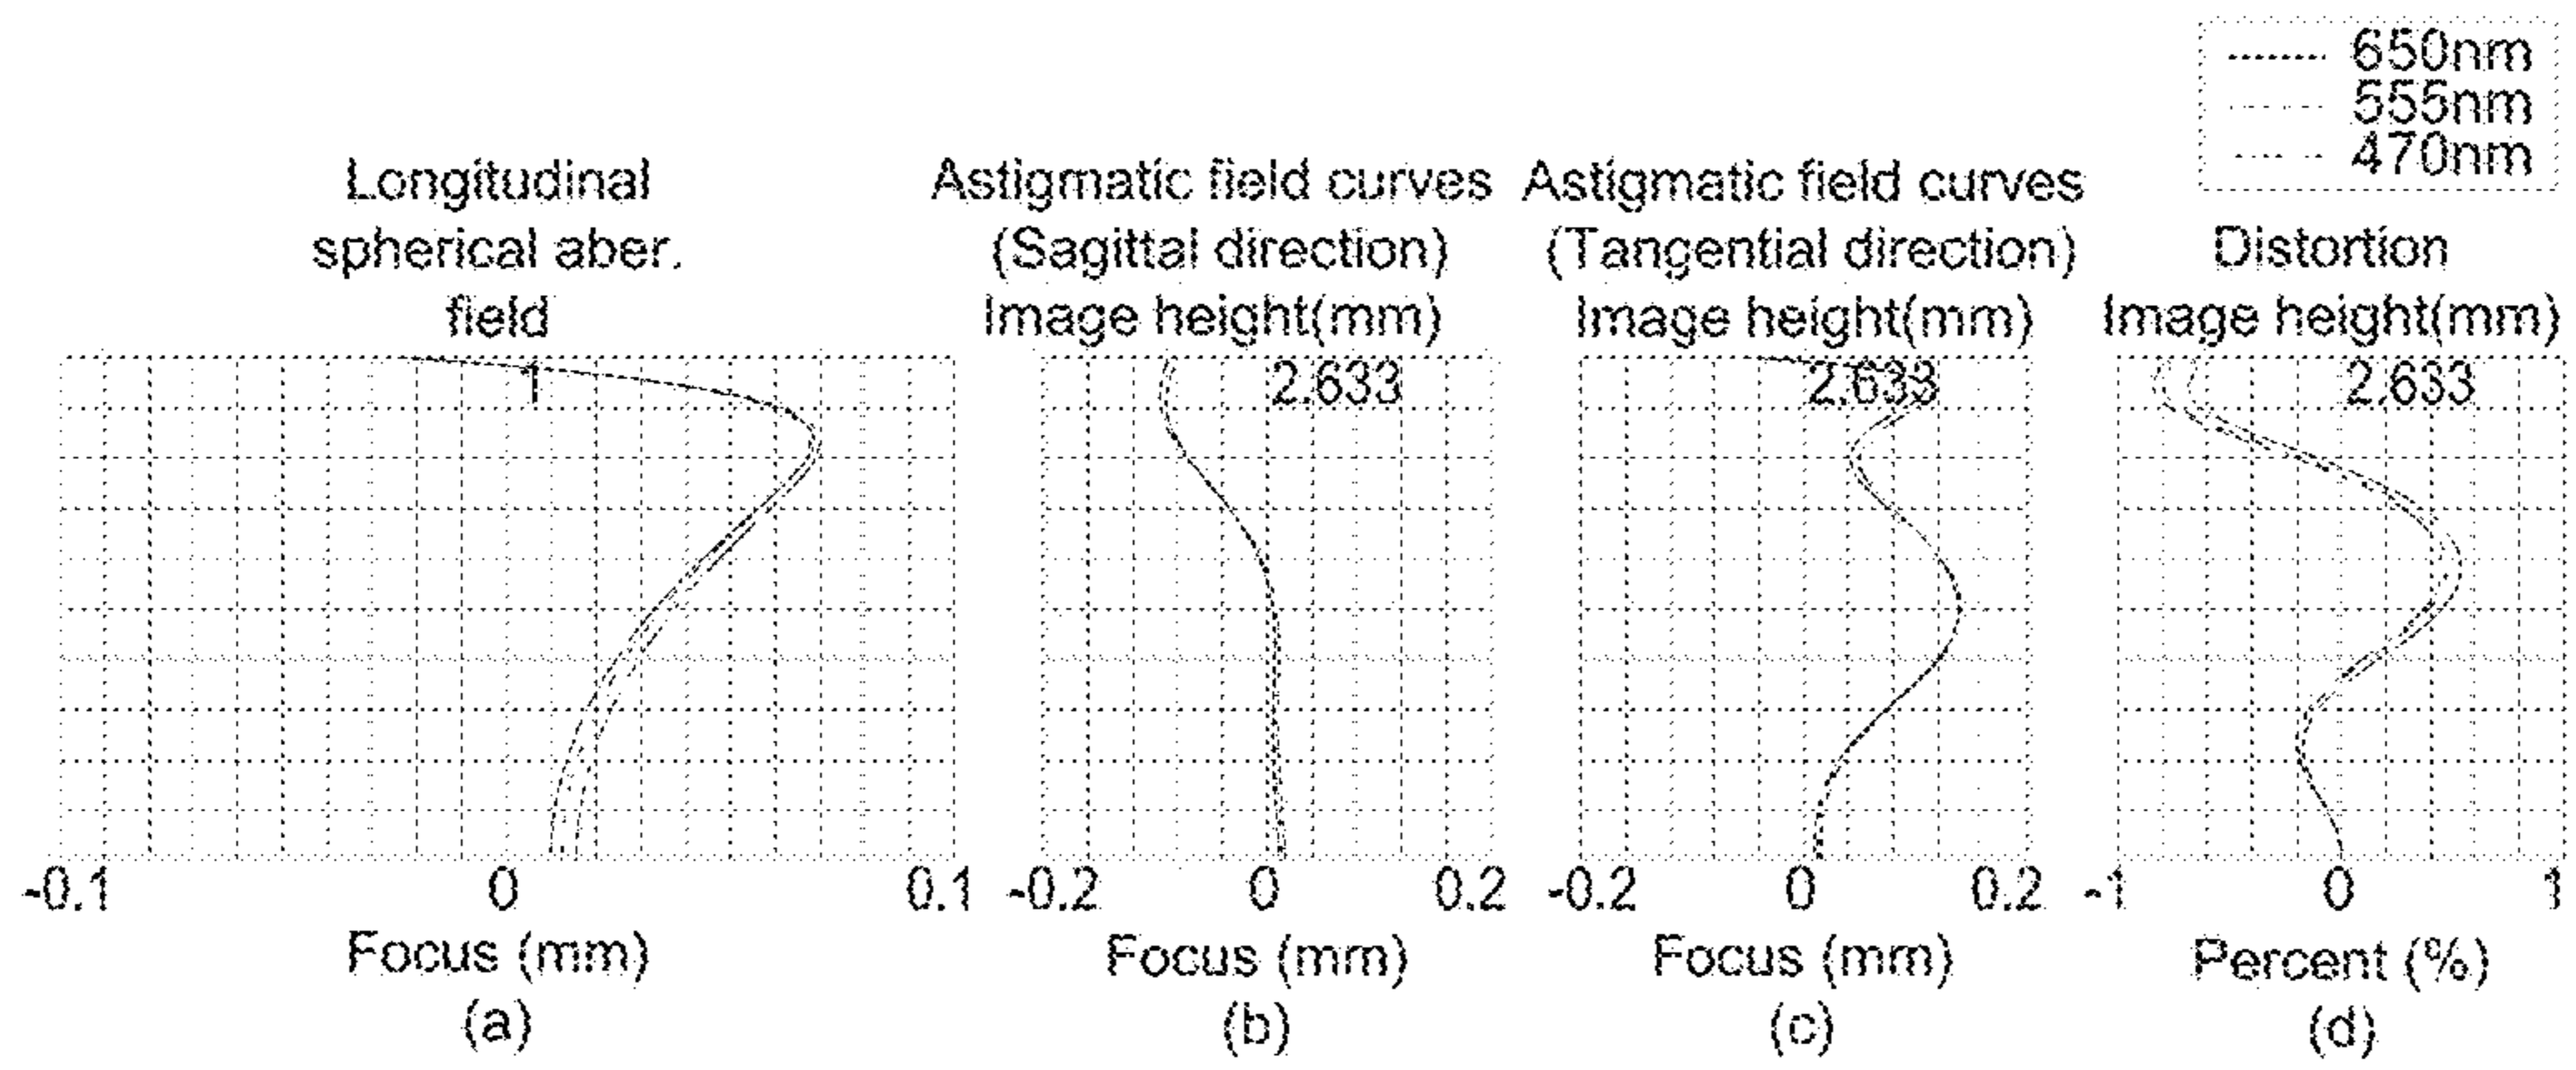 650nm
555nm
470nm
Longitudinal
spherical aber.
field
1
-0.1 0 0.1
Focus (mm)
(a)
Astigmatic field curves
(Sagittal direction)
Image height(mm)
2.633
-0.2 0 0.2
Focus (mm)
(b)
Astigmatic field curves
(Tangential direction)
Image height(mm)
2.633
-0.2 0 0.2
Focus (mm)
(c)
Distortion
Image height(mm)
2.633
-1 0 1
Percent (%)
(d)